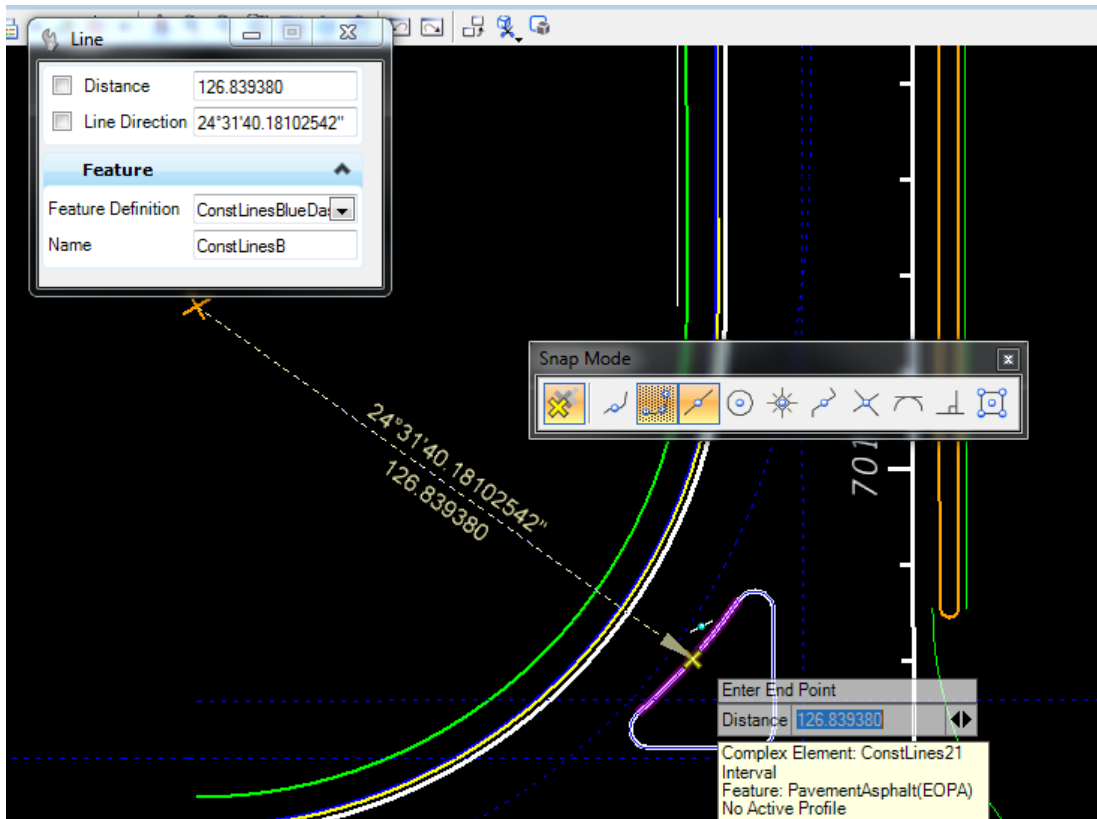 Line
Distance 126.839380
Line Direction 24°31'40.18102542"
Feature
Feature Definition ConstLinesBlueDa
Name ConstLinesB
Snap Mode
24°31'40.18102542"
126.839380
701
Enter End Point
Distance 126.839380
Complex Element: ConstLines21
Interval
Feature: PavementAsphalt(EOPA)
No Active Profile